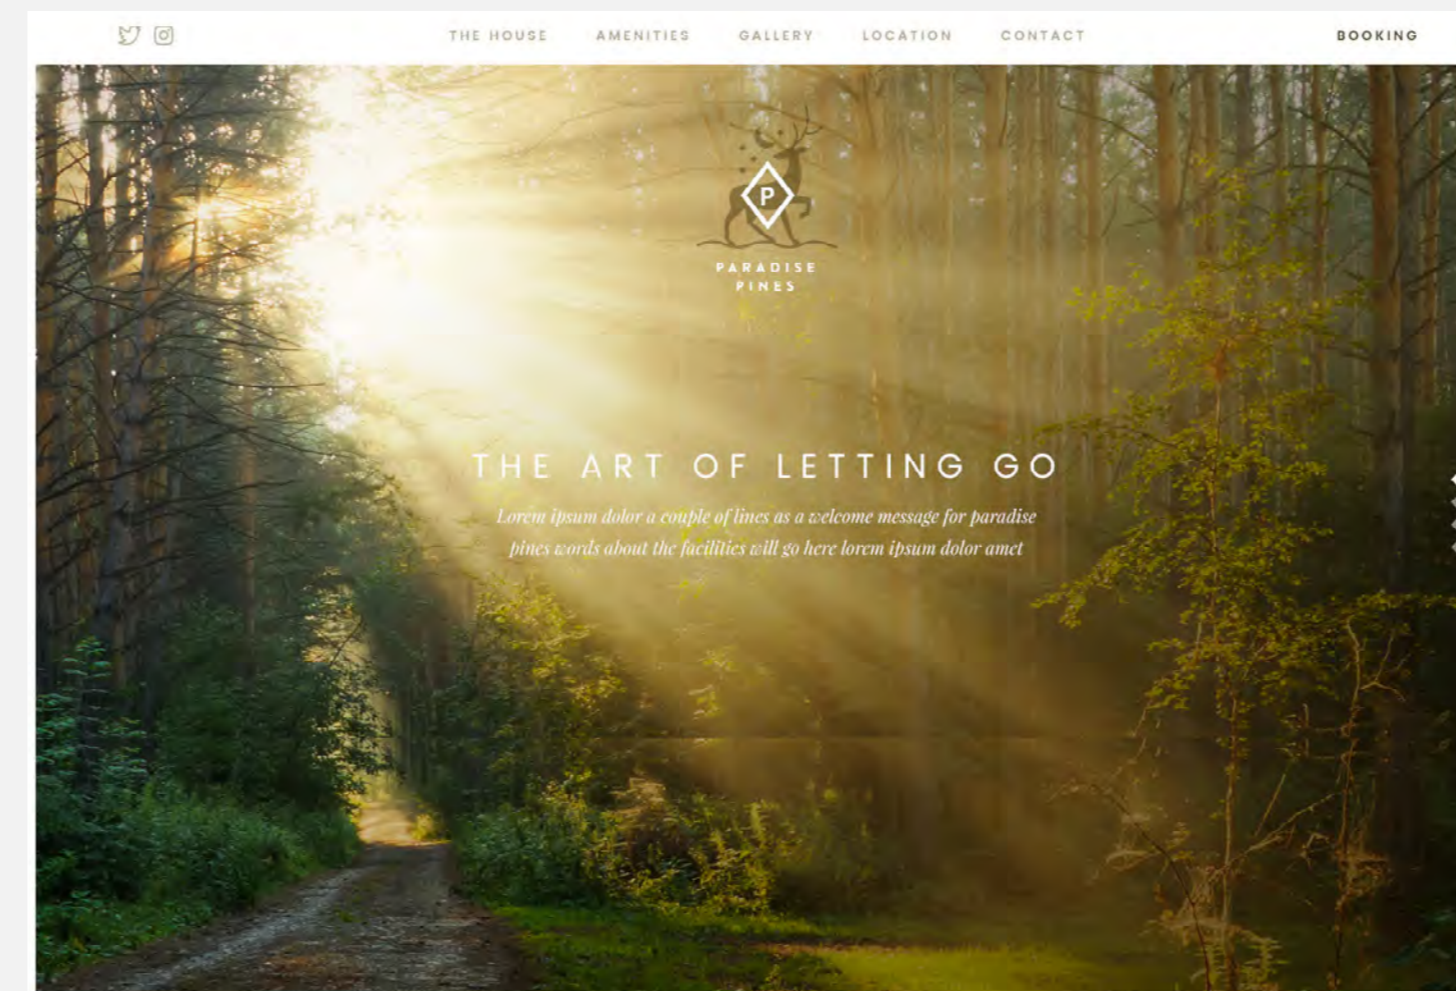 THE HOUSE AMENITIES GALLERY LOCATION CONTACT BOOKING
P
PARADISE
PINES
THE ART OF LETTING GO
Lorem ipsum dolor a couple of lines as a welcome message for paradise
pines words about the facilities will go here lorem ipsum dolor amet